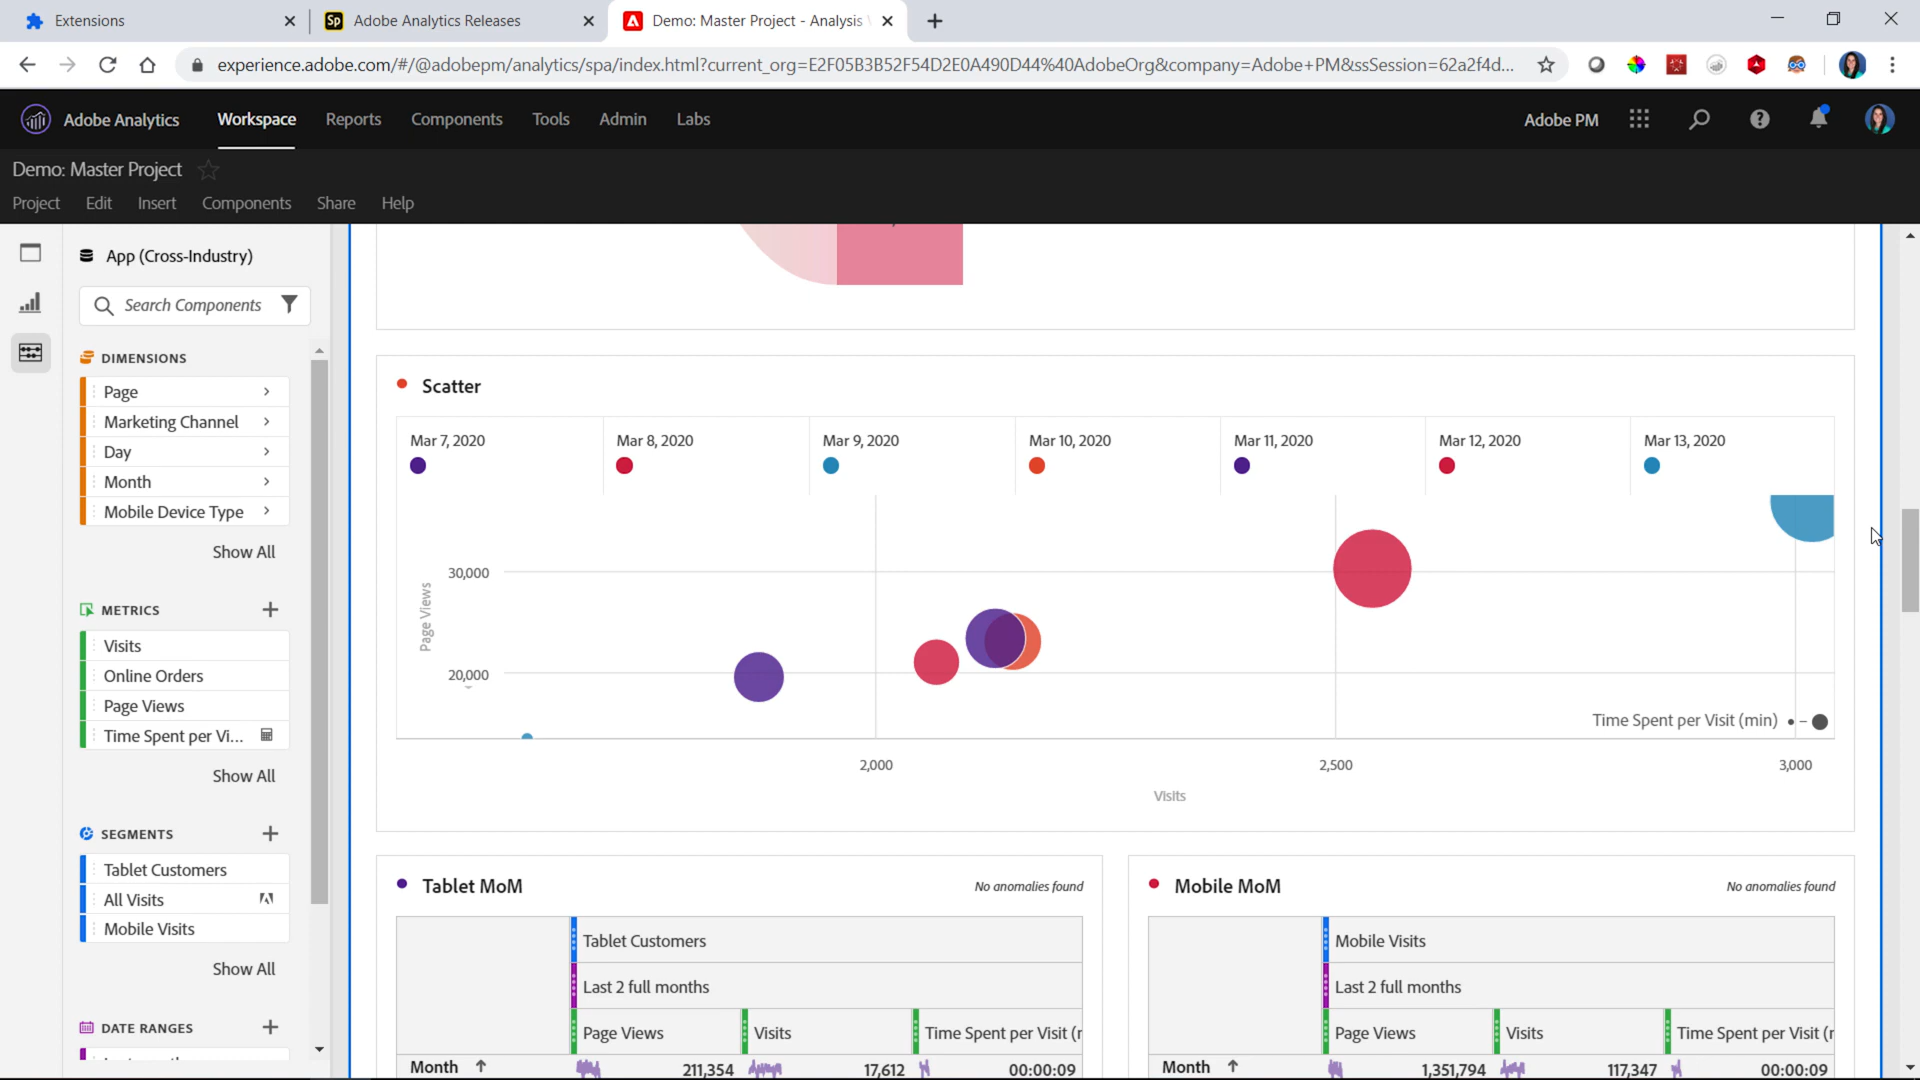 Extensions
Sp Adobe Analytics Releases
Demo: Master Project - Analysis
experience.adobe.com/#/@adobepm/analytics/spa/index.html?current_org=E2F05B3B52F54D2E0A490D44%40AdobeOrg&company=Adobe+PM&ssSession=62a2f4d...
Adobe Analytics Workspace Reports Components Tools Admin Labs Adobe PM
Demo: Master Project
Project Edit Insert Components Share Help
App (Cross-Industry)
Search Components
DIMENSIONS
Page
Marketing Channel
Day
Month
Mobile Device Type
Show All
METRICS
Visits
Online Orders
Page Views
Time Spent per Vi...
Show All
SEGMENTS
Tablet Customers
All Visits
Mobile Visits
Show All
DATE RANGES
Scatter
Mar 7, 2020 Mar 8, 2020 Mar 9, 2020 Mar 10, 2020 Mar 11, 2020 Mar 12, 2020 Mar 13, 2020
30,000
Page Views
20,000
Time Spent per Visit (min)
2,000 2,500 3,000
Visits
Tablet MoM No anomalies found
Tablet Customers
Last 2 full months
Page Views Visits Time Spent per Visit (
Month 211,354 17,612 00:00:09
Mobile MoM No anomalies found
Mobile Visits
Last 2 full months
Page Views Visits Time Spent per Visit (
Month 1,351,794 117,347 00:00:09